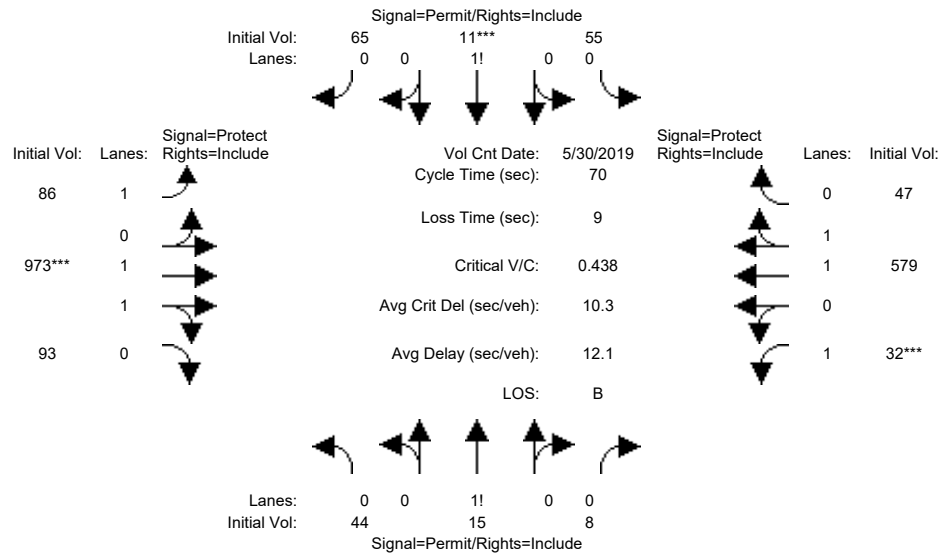 Signal=Permit/Rights=Include
Initial Vol: 65 11*** 55
Lanes: 0 0 1! 0 0
Signal=Protect Signal=Protect
Initial Vol: Lanes: Rights=Include Vol Cnt Date: 5/30/2019 Rights=Include Lanes: Initial Vol:
Cycle Time (sec): 70
86 1 0 47
Loss Time (sec): 9
0 1
973*** 1 Critical V/C: 0.438 1 579
1 Avg Crit Del (sec/veh): 10.3 0
93 0 Avg Delay (sec/veh): 12.1 1 32***
LOS: B
Lanes: 0 0 1! 0 0
Initial Vol: 44 15 8
Signal=Permit/Rights=Include